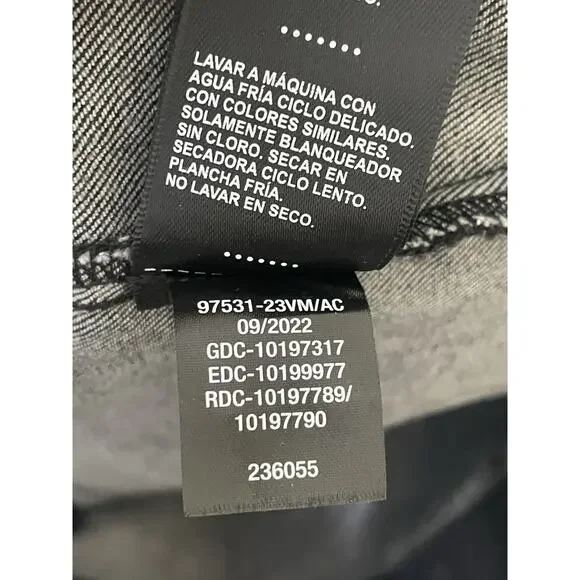 LAVAR A MÁQUINA CON
AGUA FRÍA CICLO DELICADO.
CON COLORES SIMILARES.
SOLAMENTE BLANQUEADOR
SIN CLORO. SECAR EN
SECADORA CICLO LENTO.
PLANCHA FRÍA.
NO LAVAR EN SECO.
97531-23VM/AC
09/2022
GDC-10197317
EDC-10199977
RDC-10197789/
10197790
236055